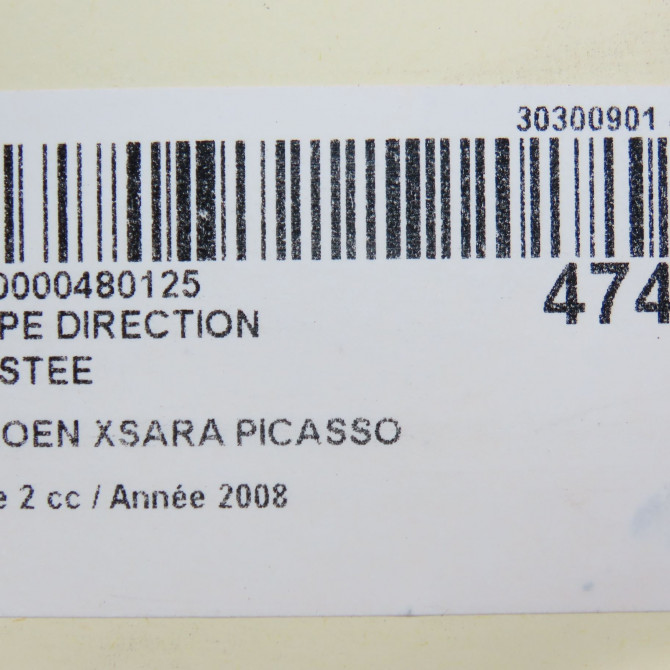 30300901
0000480125
474
PE DIRECTION
STEE
OEN XSARA PICASSO
e 2 cc / Année 2008